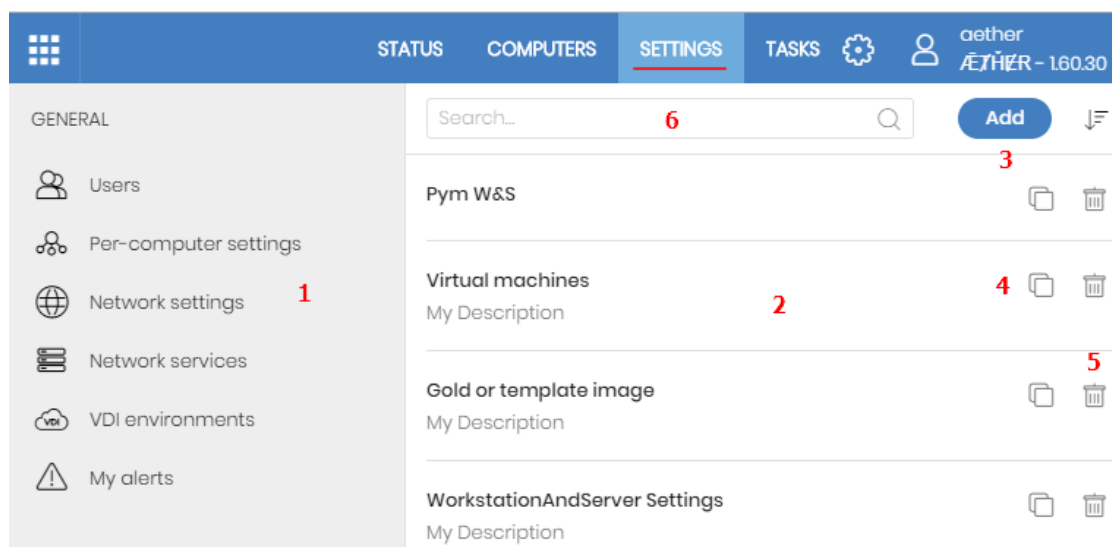 STATUS COMPUTERS SETTINGS TASKS aether
ÆTHER - 1.60.30
GENERAL
Search... 6 Add
3
Users
Per-computer settings
Network settings 1
Network services
VDI VDI environments
My alerts
Pym W&S
Virtual machines 4
My Description 2
5
Gold or template image
My Description
WorkstationAndServer Settings
My Description